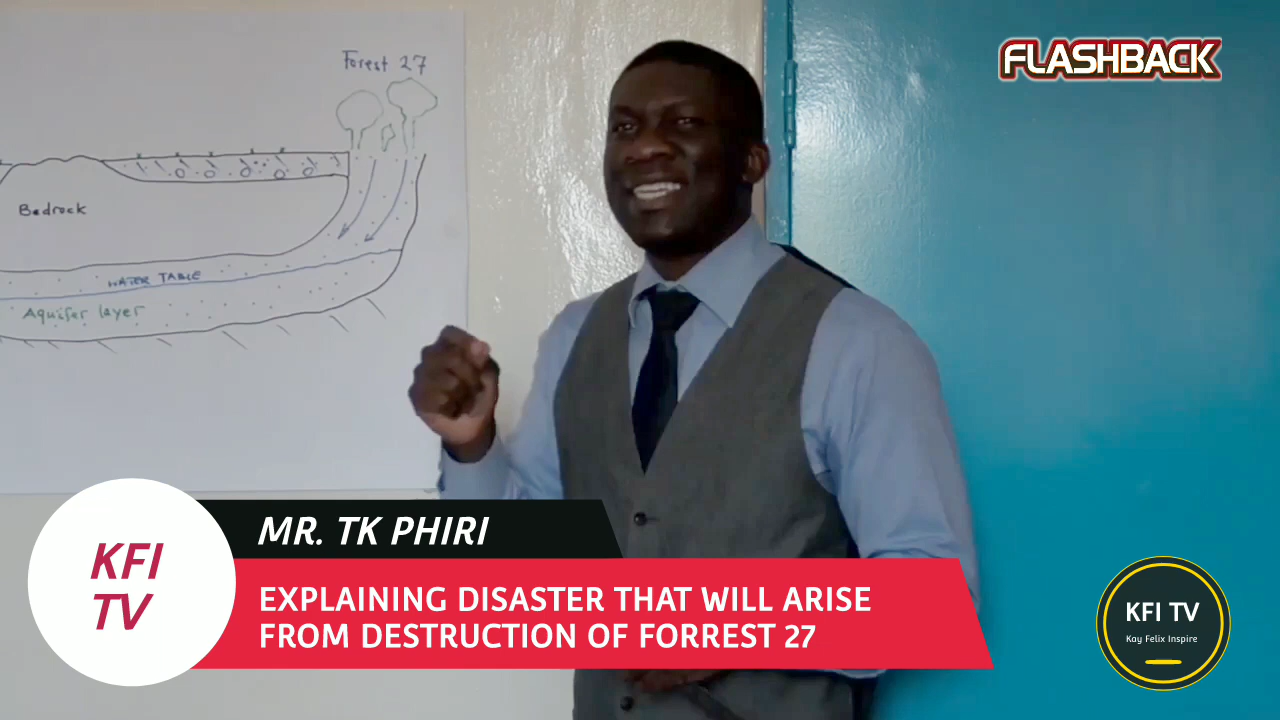 FLASHBACK
Forest 27
Bedrock
WATER TABLE
Aquifer layer
KFI
TV
MR. TK PHIRI
EXPLAINING DISASTER THAT WILL ARISE
FROM DESTRUCTION OF FORREST 27
KFI TV
Kay Felix Inspire